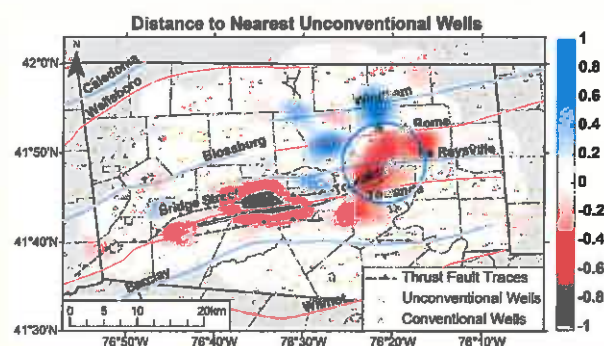 Distance to Nearest Unconventional Wells
N
42°0'N
41°50'N
41°40'N
41°30'N
Caledonia
Wellsboro
Blossburg
Bridge Street
Barclay
Wilmot
Rome
Raysville
Towanda
Thrust Fault Traces
Unconventional Wells
Conventional Wells
0 5 10 20km
76°50'W 76°40'W 76°30'W 76°20'W 76°10'W
1
0.8
0.6
0.4
0.2
0
-0.2
-0.4
-0.6
-0.8
-1